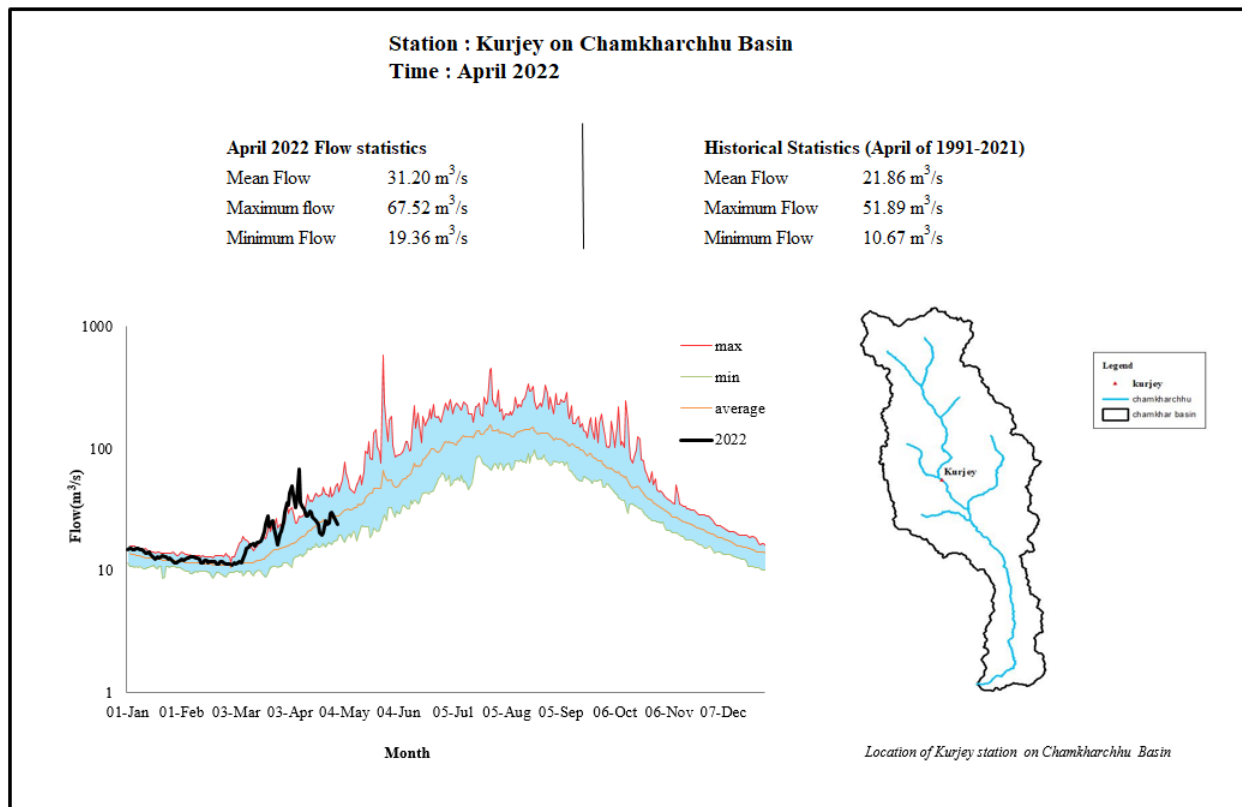 Station : Kurjey on Chamkharchhu Basin
Time : April 2022
April 2022 Flow statistics
Mean Flow 31.20 m³/s
Maximum flow 67.52 m³/s
Minimum Flow 19.36 m³/s
Historical Statistics (April of 1991-2021)
Mean Flow 21.86 m³/s
Maximum Flow 51.89 m³/s
Minimum Flow 10.67 m³/s
Flow(m³/s)
1000
100
10
1
01-Jan 01-Feb 03-Mar 03-Apr 04-May 04-Jun 05-Jul 05-Aug 05-Sep 06-Oct 06-Nov 07-Dec
Month
max
min
average
2022
Kurjey
Legend
kurjey
chamkharchhu
chamkhar basin
Location of Kurjey station on Chamkharchhu Basin